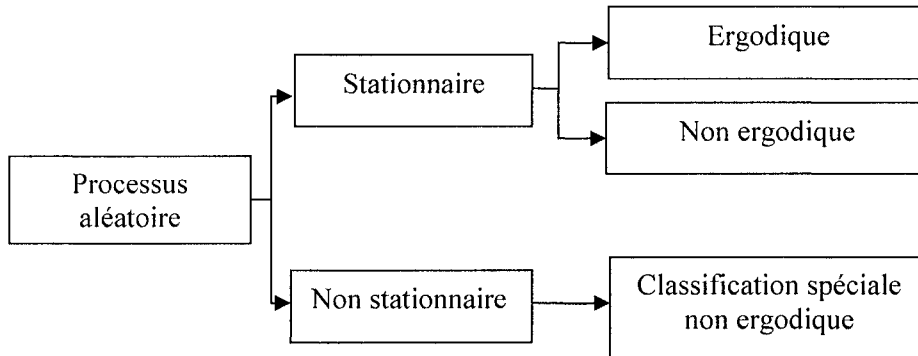 Ergodique
Stationnaire
Non ergodique
Processus
aléatoire
Non stationnaire
Classification spéciale
non ergodique